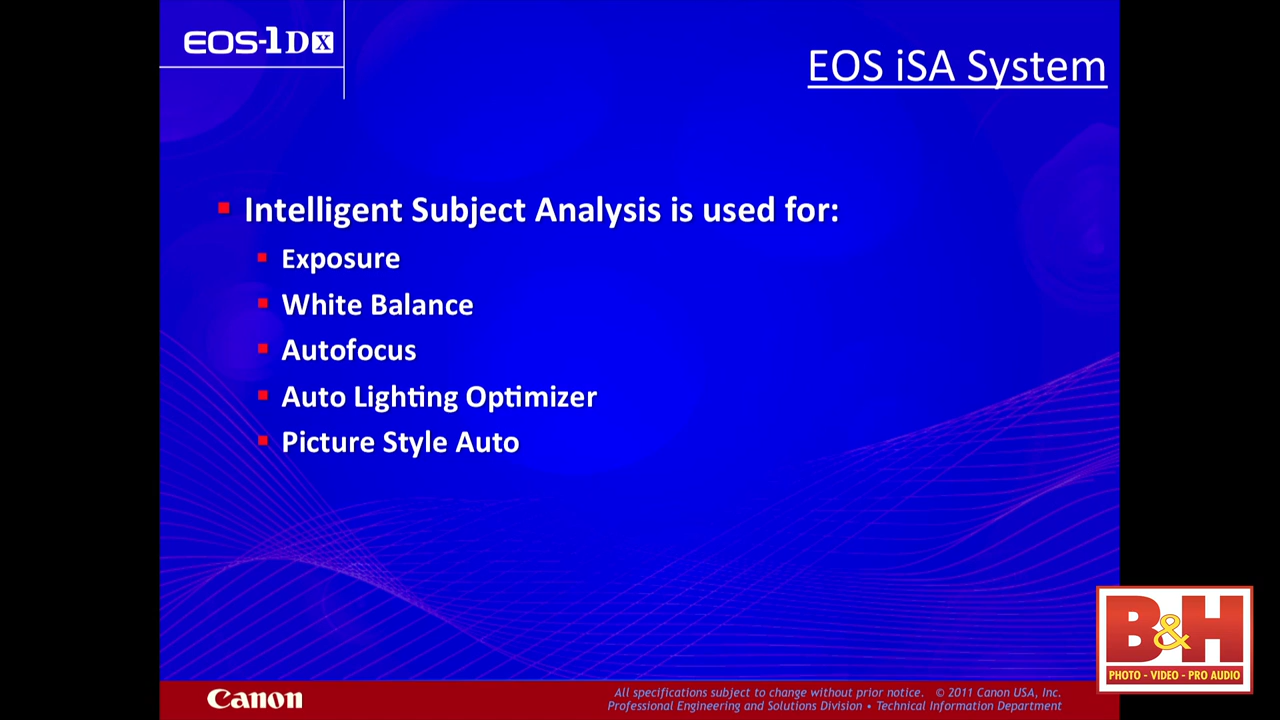 EOS-1D X
EOS iSA System
Intelligent Subject Analysis is used for:
Exposure
White Balance
Autofocus
Auto Lighting Optimizer
Picture Style Auto
B&H
PHOTO - VIDEO - PRO AUDIO
Canon
All specifications subject to change without prior notice. © 2011 Canon USA, Inc.
Professional Engineering and Solutions Division • Technical Information Department